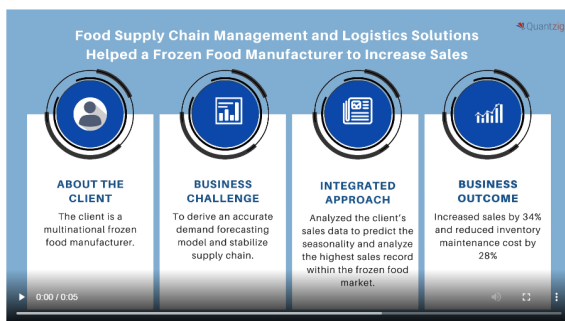 Quantzig
Food Supply Chain Management and Logistics Solutions
Helped a Frozen Food Manufacturer to Increase Sales
ABOUT THE
CLIENT
The client is a
multinational frozen
food manufacturer.
BUSINESS
CHALLENGE
To derive an accurate
demand forecasting
model and stabilize
supply chain.
INTEGRATED
APPROACH
Analyzed the client's
sales data to predict the
seasonality and analyze
the highest sales record
within the frozen food
market.
BUSINESS
OUTCOME
Increased sales by 34%
and reduced inventory
maintenance cost by
28%
0:00 / 0:05